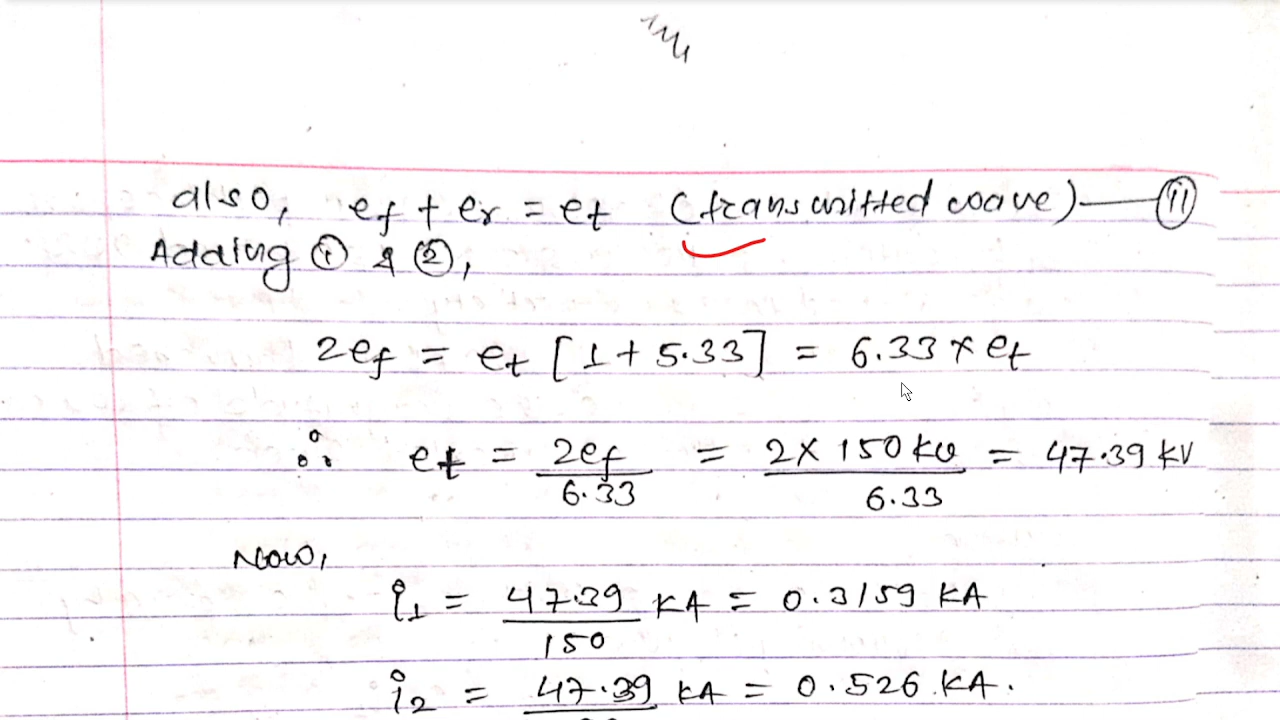 also, ef + er = et (transmitted wave) — (11)
Adding ① & ②,
2ef = et [1 + 5.33] = 6.33 × et
∴ et = 2ef / 6.33 = 2 × 150 kv / 6.33 = 47.39 kV
Now,
i1 = 47.39 / 150 KA = 0.3159 KA
i2 = 47.39 KA = 0.526 KA.